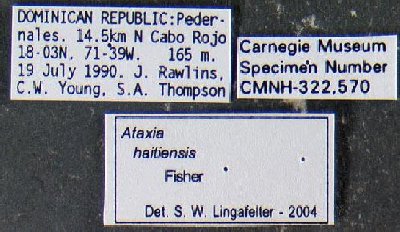 DOMINICAN REPUBLIC:Peder-
nales. 14.5km N Cabo Rojo
18-03N, 71-39W. 165 m.
19 July 1990. J. Rawlins,
C.W. Young, S.A. Thompson
Carnegie Museum
Specimen Number
CMNH-322,570
Ataxia
haitiensis
Fisher
Det. S. W. Lingafelter - 2004